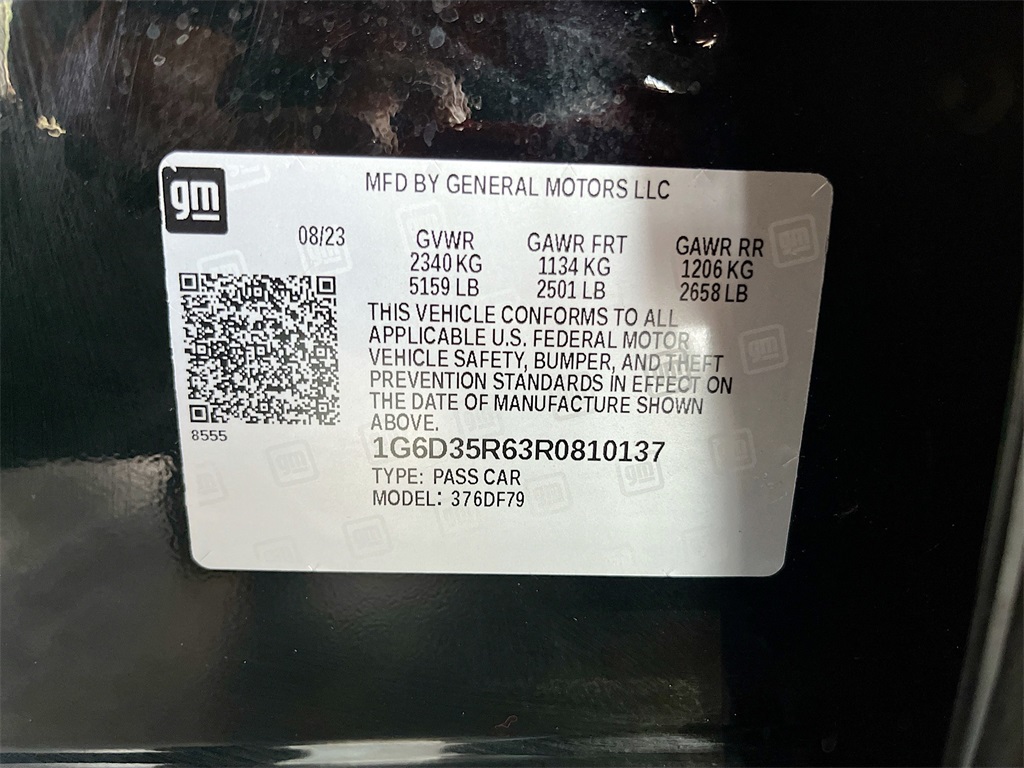 gm
MFD BY GENERAL MOTORS LLC
08/23
GVWR GAWR FRT GAWR RR
2340 KG 1134 KG 1206 KG
5159 LB 2501 LB 2658 LB
THIS VEHICLE CONFORMS TO ALL
APPLICABLE U.S. FEDERAL MOTOR
VEHICLE SAFETY, BUMPER, AND THEFT
PREVENTION STANDARDS IN EFFECT ON
THE DATE OF MANUFACTURE SHOWN
ABOVE.
8555
1G6D35R63R0810137
TYPE: PASS CAR
MODEL: 376DF79